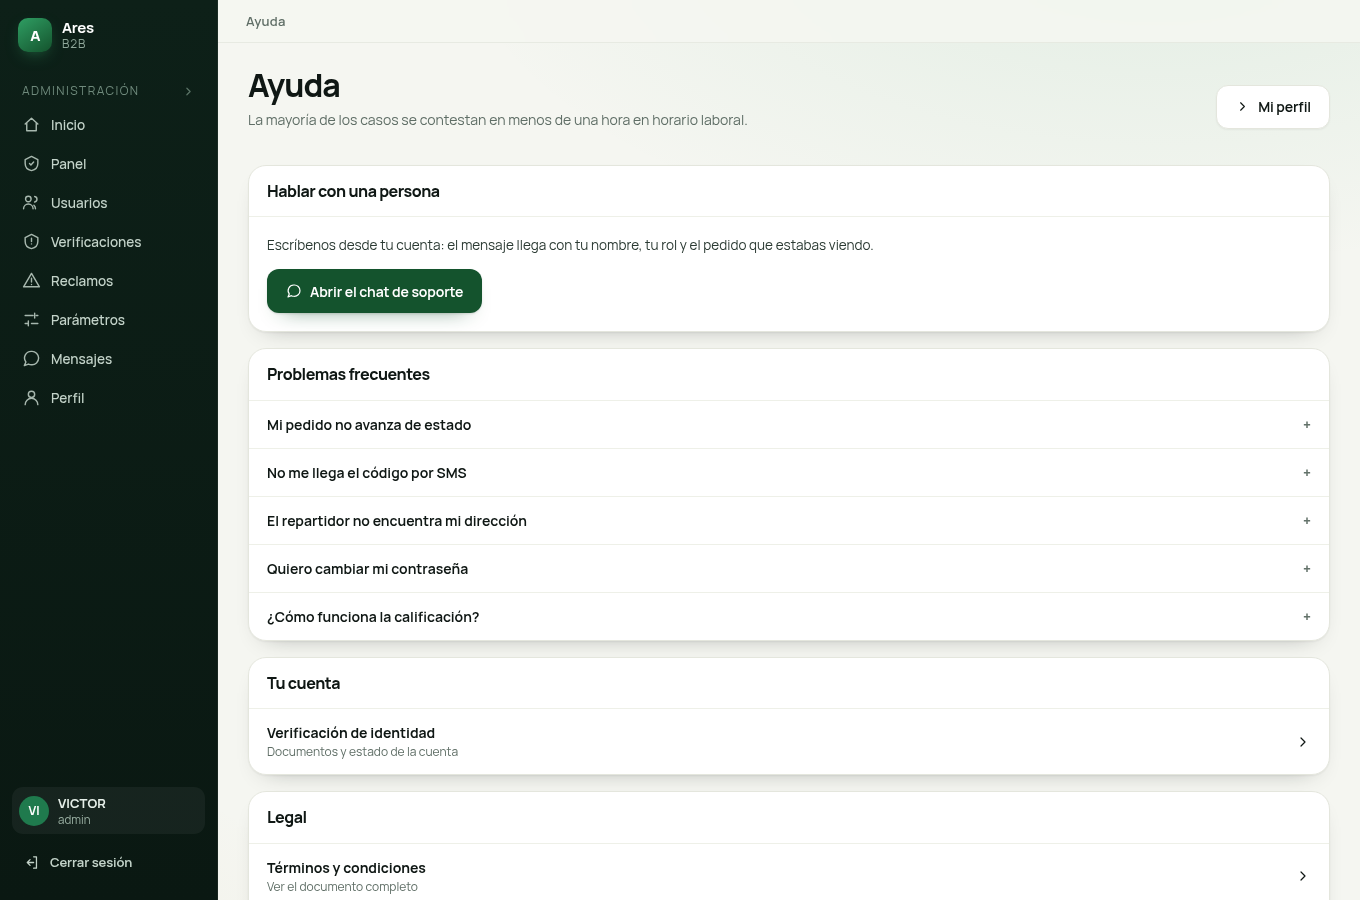 A
Ares
B2B
ADMINISTRACIÓN
Inicio
Panel
Usuarios
Verificaciones
Reclamos
Parámetros
Mensajes
Perfil
VI
VICTOR
admin
Cerrar sesión
Ayuda
Ayuda
La mayoría de los casos se contestan en menos de una hora en horario laboral.
Mi perfil
Hablar con una persona
Escríbenos desde tu cuenta: el mensaje llega con tu nombre, tu rol y el pedido que estabas viendo.
Abrir el chat de soporte
Problemas frecuentes
Mi pedido no avanza de estado +
No me llega el código por SMS +
El repartidor no encuentra mi dirección +
Quiero cambiar mi contraseña +
¿Cómo funciona la calificación? +
Tu cuenta
Verificación de identidad
Documentos y estado de la cuenta
Legal
Términos y condiciones
Ver el documento completo